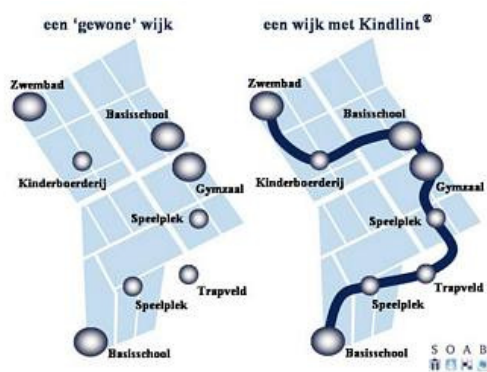 een 'gewone' wijk
Zwembad
Basisschool
Kinderboerderij
Gymzaal
Speelplek
Trapveld
Speelplek
Basisschool
een wijk met Kindlint®
Zwembad
Basisschool
Kinderboerderij
Gymzaal
Speelplek
Trapveld
Speelplek
Basisschool
S O A B